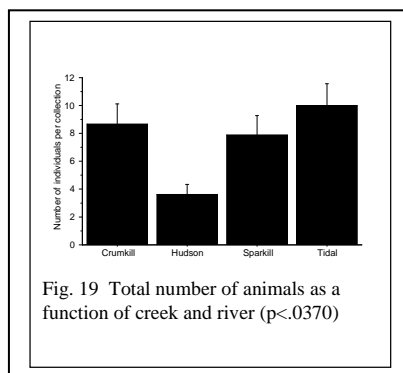 12
10
8
6
4
2
0
Number of individuals per collection
Crumkill Hudson Sparkill Tidal
Fig. 19 Total number of animals as a
function of creek and river (p<.0370)